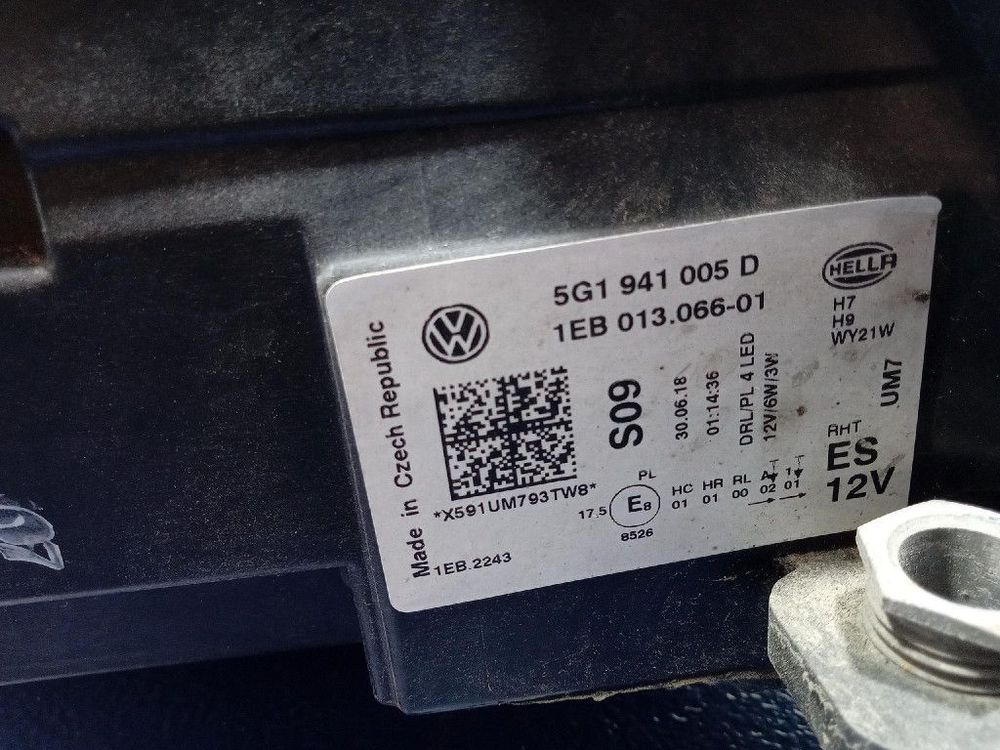 5G1 941 005 D
1EB 013.066-01
HELLA
H7
H9
WY21W
UM7
Made in Czech Republic
VW
S09
30.06.18
01:14:36
DRL/PL 4 LED
12V/6W/3W
RHT
ES
12V
*X591UM793TW8*
17.5
PL
E8
8526
HC HR RL A 1
01 01 00 02 01
1EB.2243